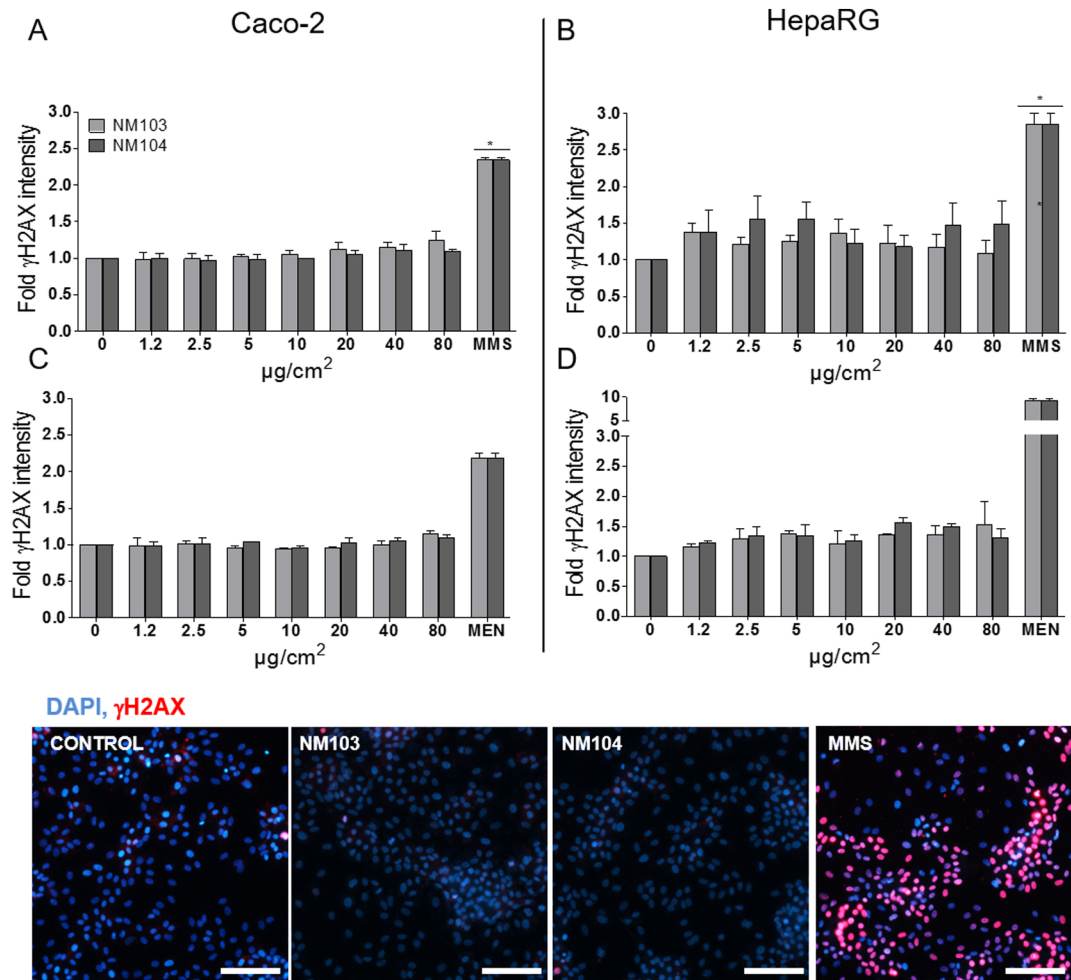 A
Caco-2
B
HepaRG
Fold γH2AX intensity
3.0
2.5
2.0
1.5
1.0
0.5
0.0
NM103
NM104
*
0 1.2 2.5 5 10 20 40 80 MMS
µg/cm²
Fold γH2AX intensity
3.0
2.5
2.0
1.5
1.0
0.5
0.0
*
*
0 1.2 2.5 5 10 20 40 80 MMS
µg/cm²
C
Fold γH2AX intensity
3.0
2.5
2.0
1.5
1.0
0.5
0.0
0 1.2 2.5 5 10 20 40 80 MEN
µg/cm²
D
Fold γH2AX intensity
10
5
3.0
2.5
2.0
1.5
1.0
0.5
0.0
0 1.2 2.5 5 10 20 40 80 MEN
µg/cm²
DAPI, γH2AX
CONTROL
NM103
NM104
MMS